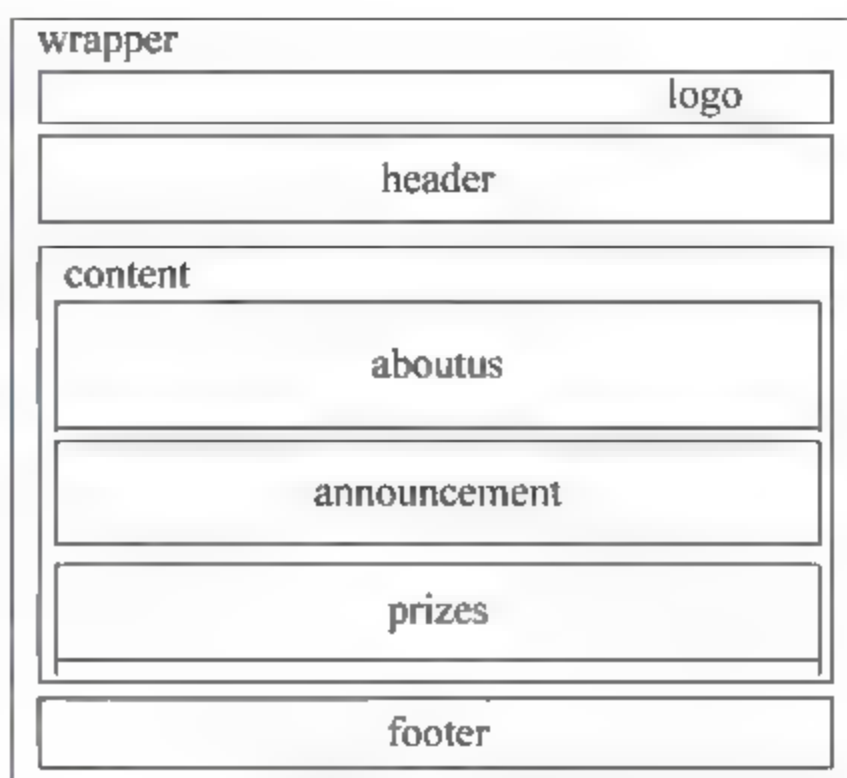 wrapper
logo
header
content
aboutus
announcement
prizes
footer